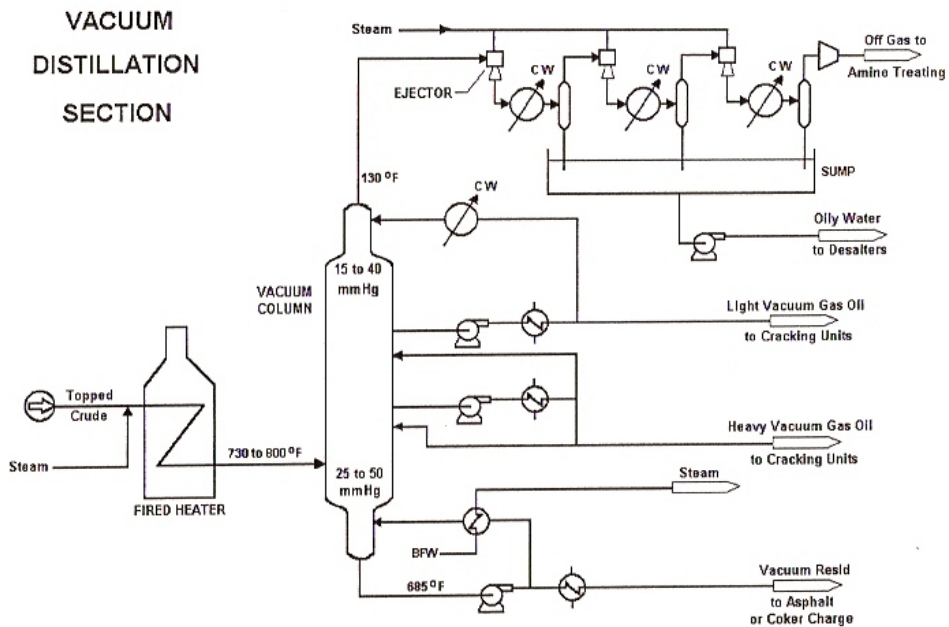 VACUUM
DISTILLATION
SECTION
Steam
EJECTOR
CW
CW
CW
Off Gas to
Amine Treating
SUMP
130 °F
CW
Oily Water
to Desalters
15 to 40
mmHg
VACUUM
COLUMN
Light Vacuum Gas Oil
to Cracking Units
Topped
Crude
Steam
730 to 800°F
Heavy Vacuum Gas Oil
to Cracking Units
25 to 50
mmHg
FIRED HEATER
Steam
BFW
685 °F
Vacuum Resid
to Asphalt
or Coker Charge